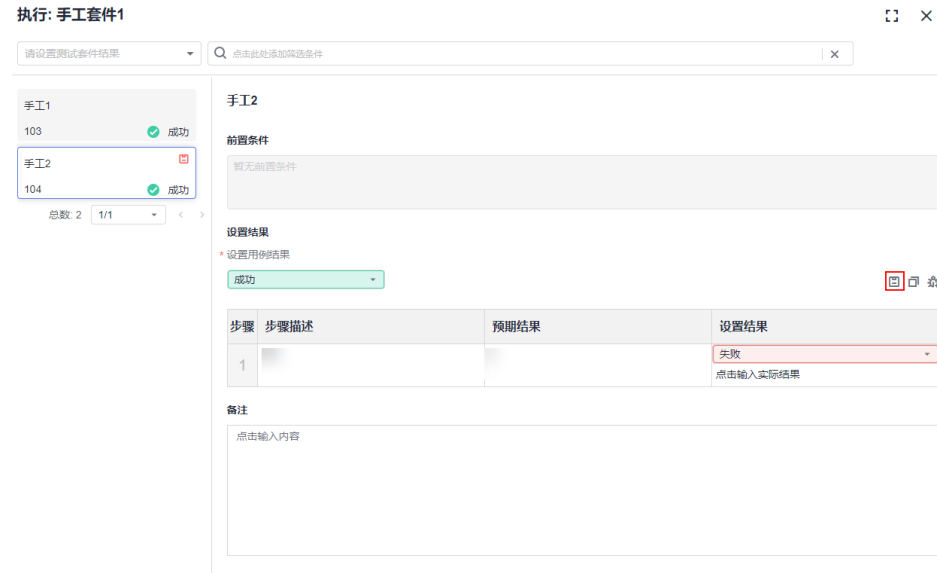 执行: 手工套件1
请设置测试套件结果
点击此处添加筛选条件
手工1
103 成功
手工2
104 成功
总数: 2 1/1
手工2
前置条件
暂无前置条件
设置结果
* 设置用例结果
成功
步骤 步骤描述 预期结果 设置结果
1 失败
点击输入实际结果
备注
点击输入内容